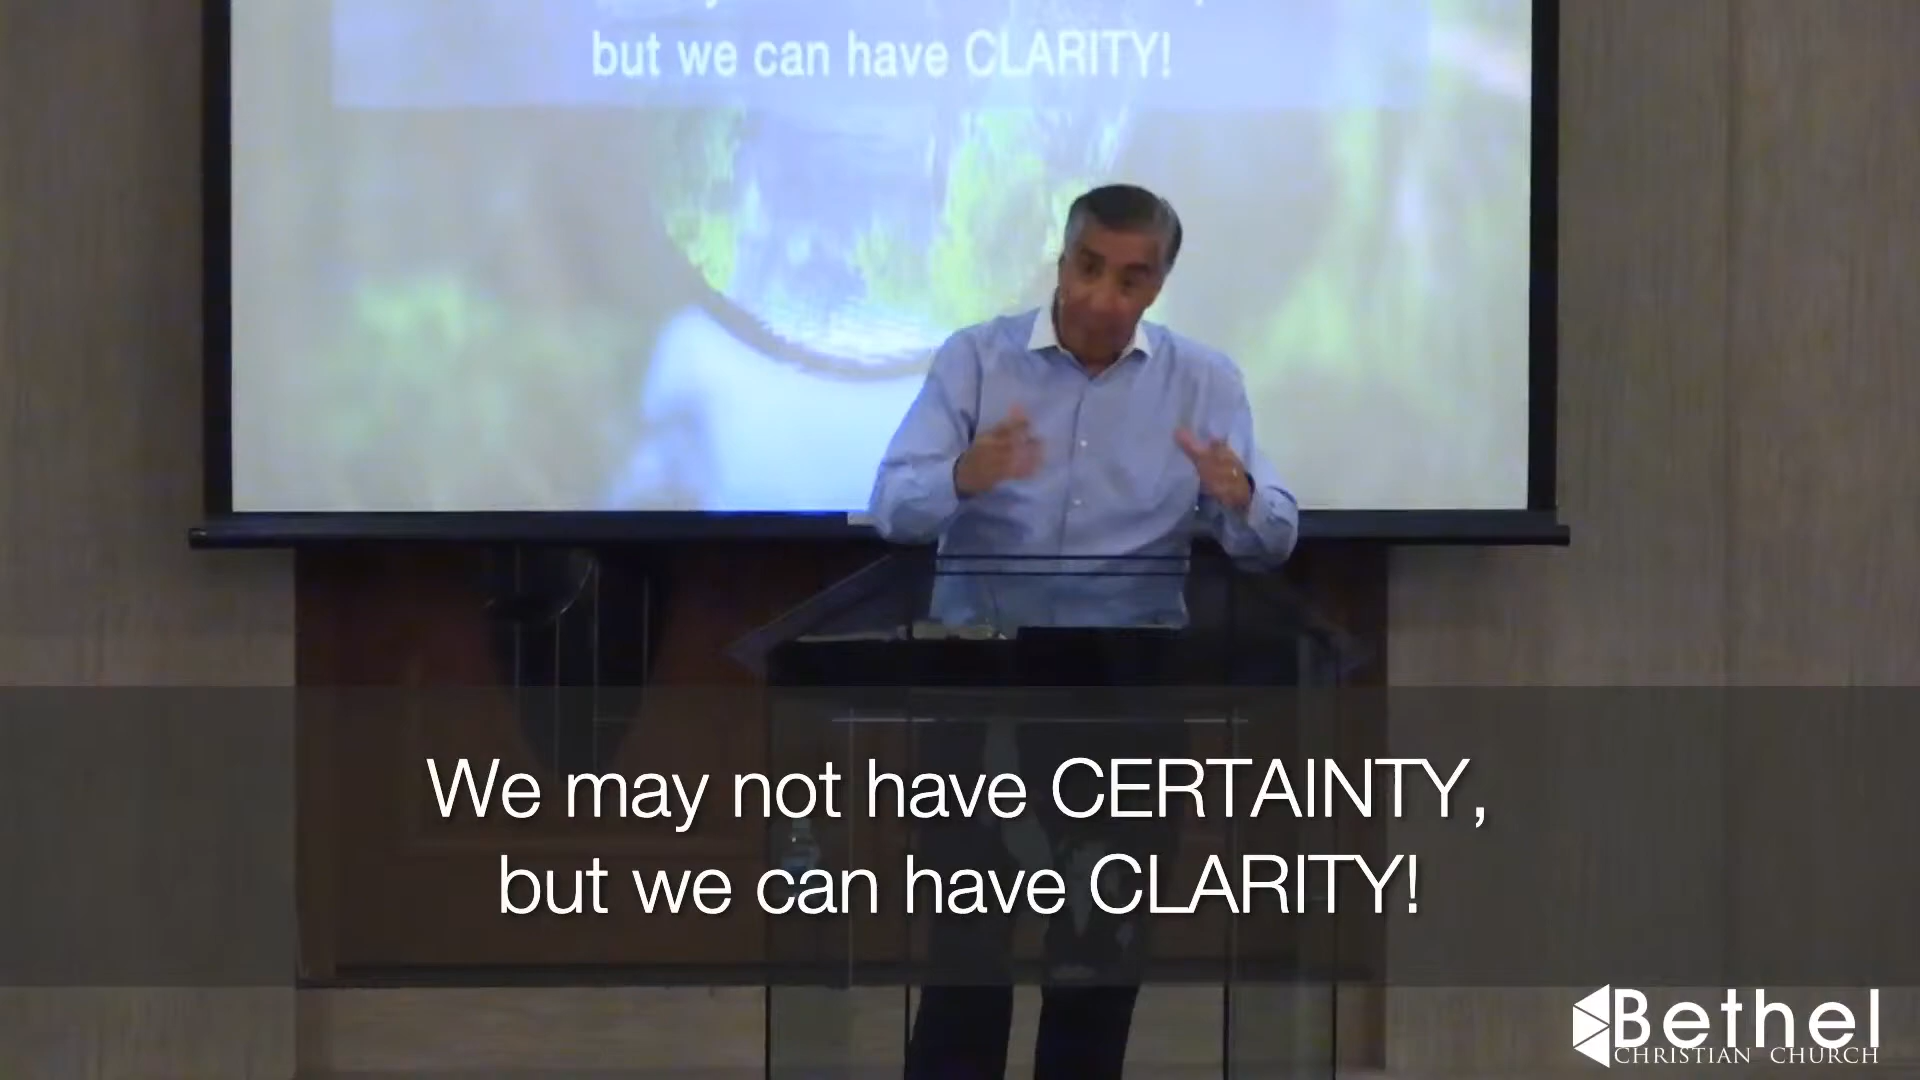 but we can have CLARITY!
We may not have CERTAINTY,
but we can have CLARITY!
Bethel
CHRISTIAN CHURCH